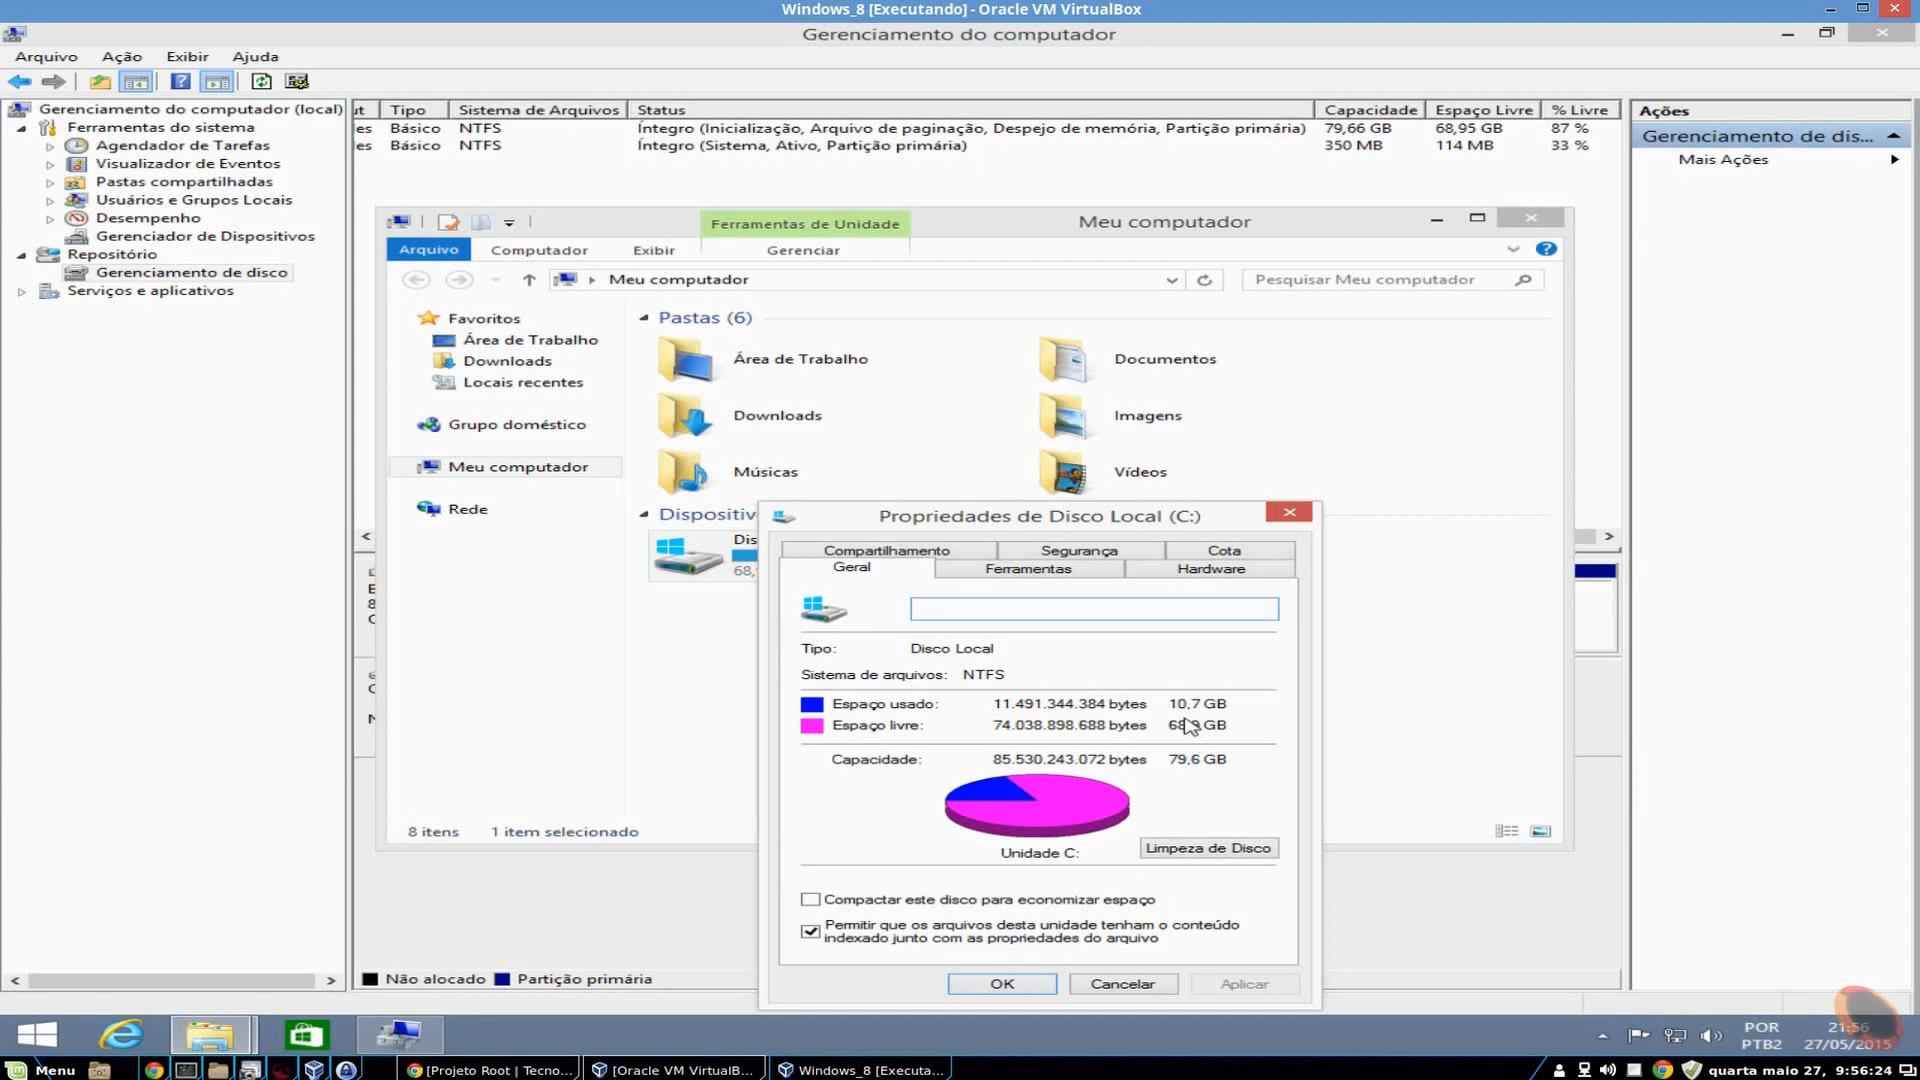 Windows_8 [Executando] - Oracle VM VirtualBox
Gerenciamento do computador
Arquivo Ação Exibir Ajuda
Gerenciamento do computador (local)
Ferramentas do sistema
Agendador de Tarefas
Visualizador de Eventos
Pastas compartilhadas
Usuários e Grupos Locais
Desempenho
Gerenciador de Dispositivos
Repositório
Gerenciamento de disco
Serviços e aplicativos
Tipo Sistema de Arquivos Status Capacidade Espaço Livre % Livre
Básico NTFS Íntegro (Inicialização, Arquivo de paginação, Despejo de memória, Partição primária) 79,66 GB 68,95 GB 87 %
Básico NTFS Íntegro (Sistema, Ativo, Partição primária) 350 MB 114 MB 33 %
Ações
Gerenciamento de dis...
Mais Ações
Ferramentas de Unidade Meu computador
Arquivo Computador Exibir Gerenciar
Meu computador
Pesquisar Meu computador
Favoritos
Área de Trabalho
Downloads
Locais recentes
Grupo doméstico
Meu computador
Rede
Pastas (6)
Área de Trabalho
Documentos
Downloads
Imagens
Músicas
Vídeos
Dispositiv
Dis
68,
8 itens 1 item selecionado
Propriedades de Disco Local (C:)
Compartilhamento Segurança Cota
Geral Ferramentas Hardware
Tipo: Disco Local
Sistema de arquivos: NTFS
Espaço usado: 11.491.344.384 bytes 10,7 GB
Espaço livre: 74.038.898.688 bytes GB
Capacidade: 85.530.243.072 bytes 79,6 GB
Unidade C:
Limpeza de Disco
Compactar este disco para economizar espaço
Permitir que os arquivos desta unidade tenham o conteúdo
indexado junto com as propriedades do arquivo
OK Cancelar Aplicar
Não alocado Partição primária
POR
PTB2
21:56
27/05/2015
Menu
[Projeto Root | Tecno...
[Oracle VM VirtualB...
Windows_8 [Executa...
quarta maio 27, 9:56:24